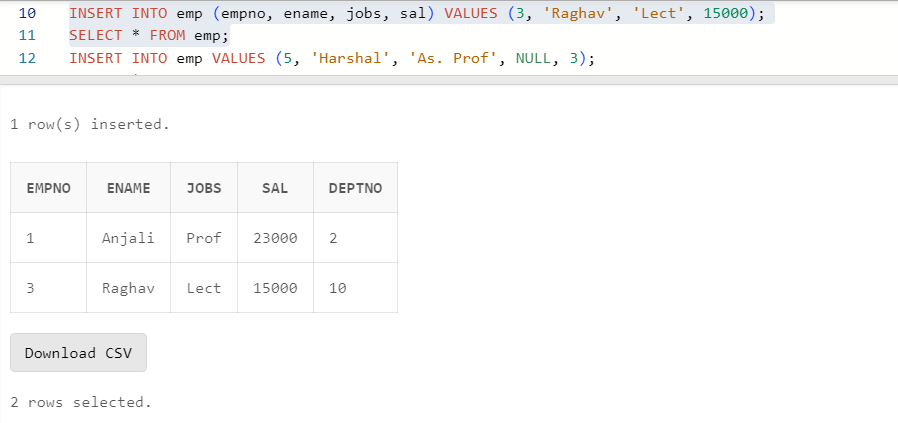 10 INSERT INTO emp (empno, ename, jobs, sal) VALUES (3, 'Raghav', 'Lect', 15000);
11 SELECT * FROM emp;
12 INSERT INTO emp VALUES (5, 'Harshal', 'As. Prof', NULL, 3);
1 row(s) inserted.
EMPNO ENAME JOBS SAL DEPTNO
1 Anjali Prof 23000 2
3 Raghav Lect 15000 10
Download CSV
2 rows selected.